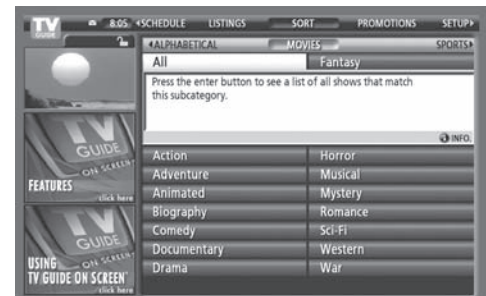 TV GUIDE 8:05 SCHEDULE LISTINGS SORT PROMOTIONS SETUP
ALPHABETICAL MOVIES SPORTS
All Fantasy
Press the enter button to see a list of all shows that match
this subcategory.
INFO.
Action Horror
Adventure Musical
Animated Mystery
Biography Romance
Comedy Sci-Fi
Documentary Western
Drama War
TV
GUIDE
ON SCREEN
FEATURES
click here
TV
GUIDE
ON SCREEN
USING
TV GUIDE ON SCREEN
click here